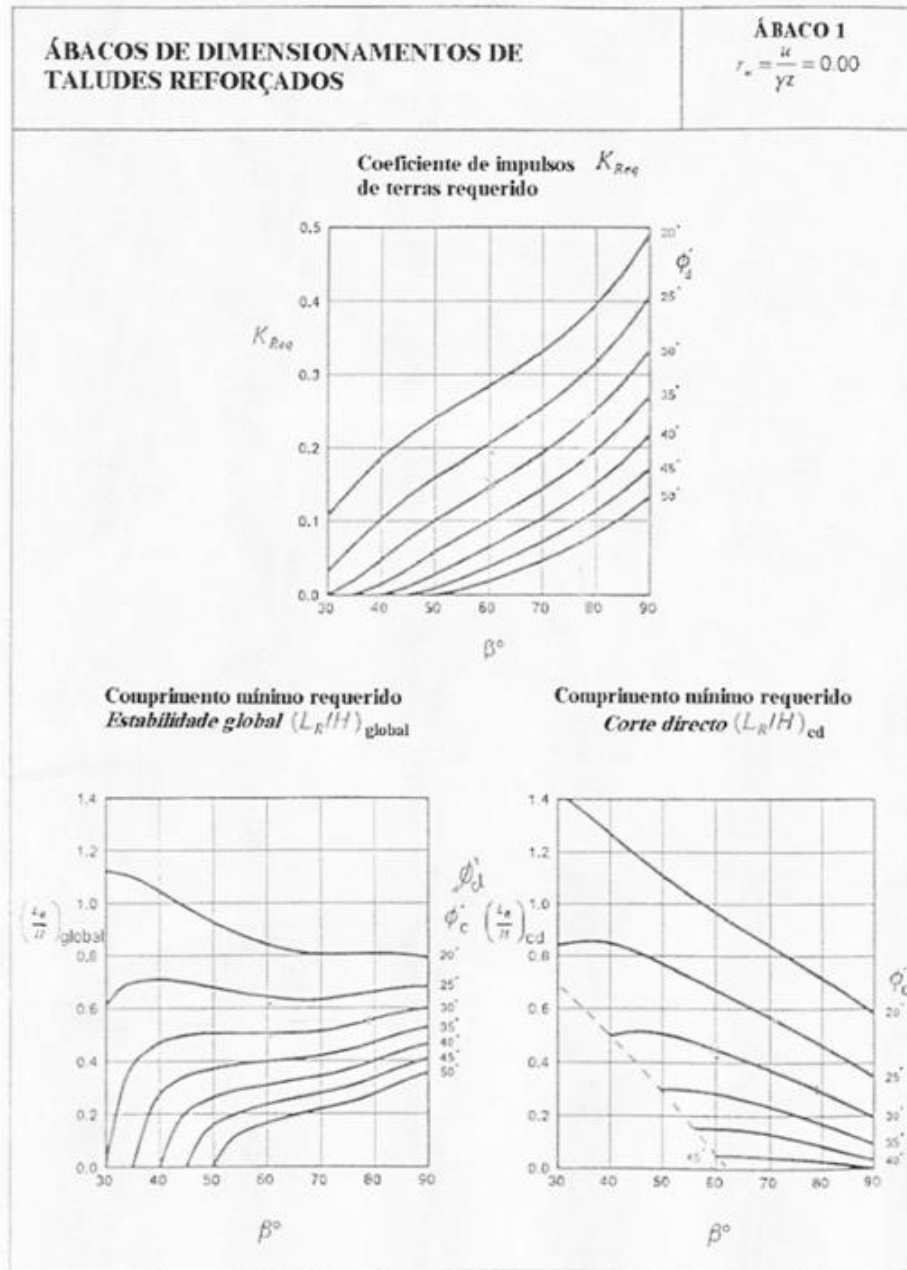 ÁBACOS DE DIMENSIONAMENTOS DE
TALUDES REFORÇADOS
ÁBACO 1
r_u = u/γz = 0.00
Coeficiente de impulsos K_Req
de terras requerido
K_Req
0.5
0.4
0.3
0.2
0.1
0.0
30 40 50 60 70 80 90
β°
ϕ'_d
20°
25°
30°
35°
40°
45°
50°
Comprimento mínimo requerido
Estabilidade global (L_R/H)global
(L_R/H)global
1.4
1.2
1.0
0.8
0.6
0.4
0.2
0.0
30 40 50 60 70 80 90
β°
ϕ'_d
ϕ'_c
20°
25°
30°
35°
40°
45°
50°
Comprimento mínimo requerido
Corte directo (L_R/H)cd
(L_R/H)cd
1.4
1.2
1.0
0.8
0.6
0.4
0.2
0.0
30 40 50 60 70 80 90
β°
20°
25°
30°
35°
40°
45°